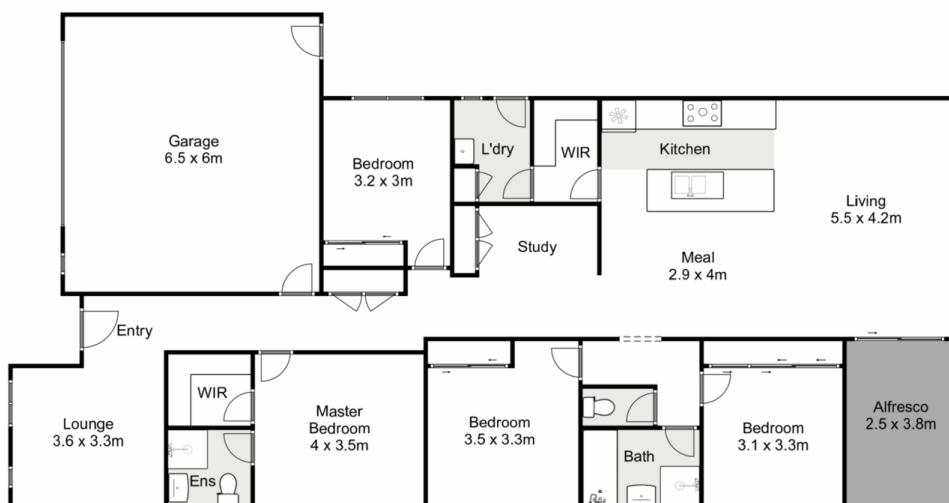 Garage
6.5 x 6m
Bedroom
3.2 x 3m
L'dry
WIR
Kitchen
Living
5.5 x 4.2m
Study
Meal
2.9 x 4m
Entry
WIR
Lounge
3.6 x 3.3m
Master
Bedroom
4 x 3.5m
Bedroom
3.5 x 3.3m
Bedroom
3.1 x 3.3m
Alfresco
2.5 x 3.8m
Ens
Bath